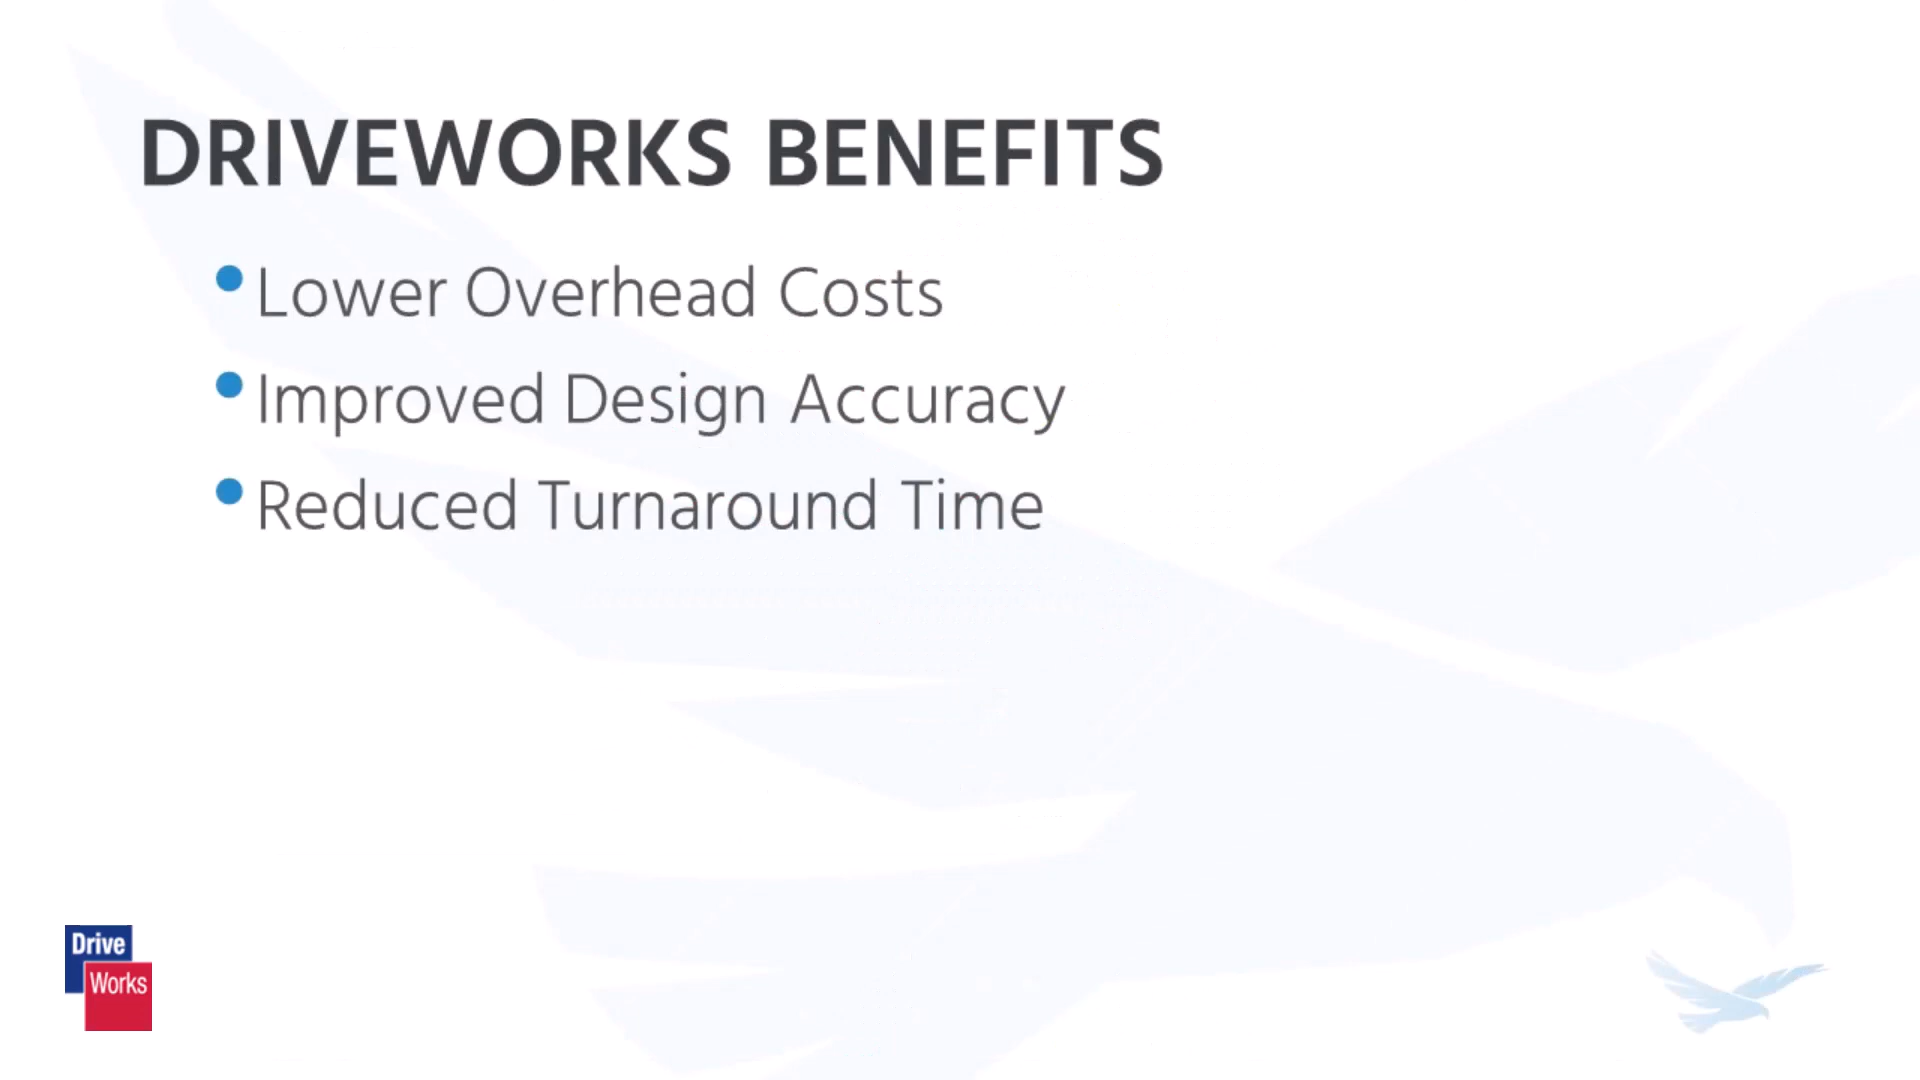 DRIVEWORKS BENEFITS
Lower Overhead Costs
Improved Design Accuracy
Reduced Turnaround Time
Drive
Works